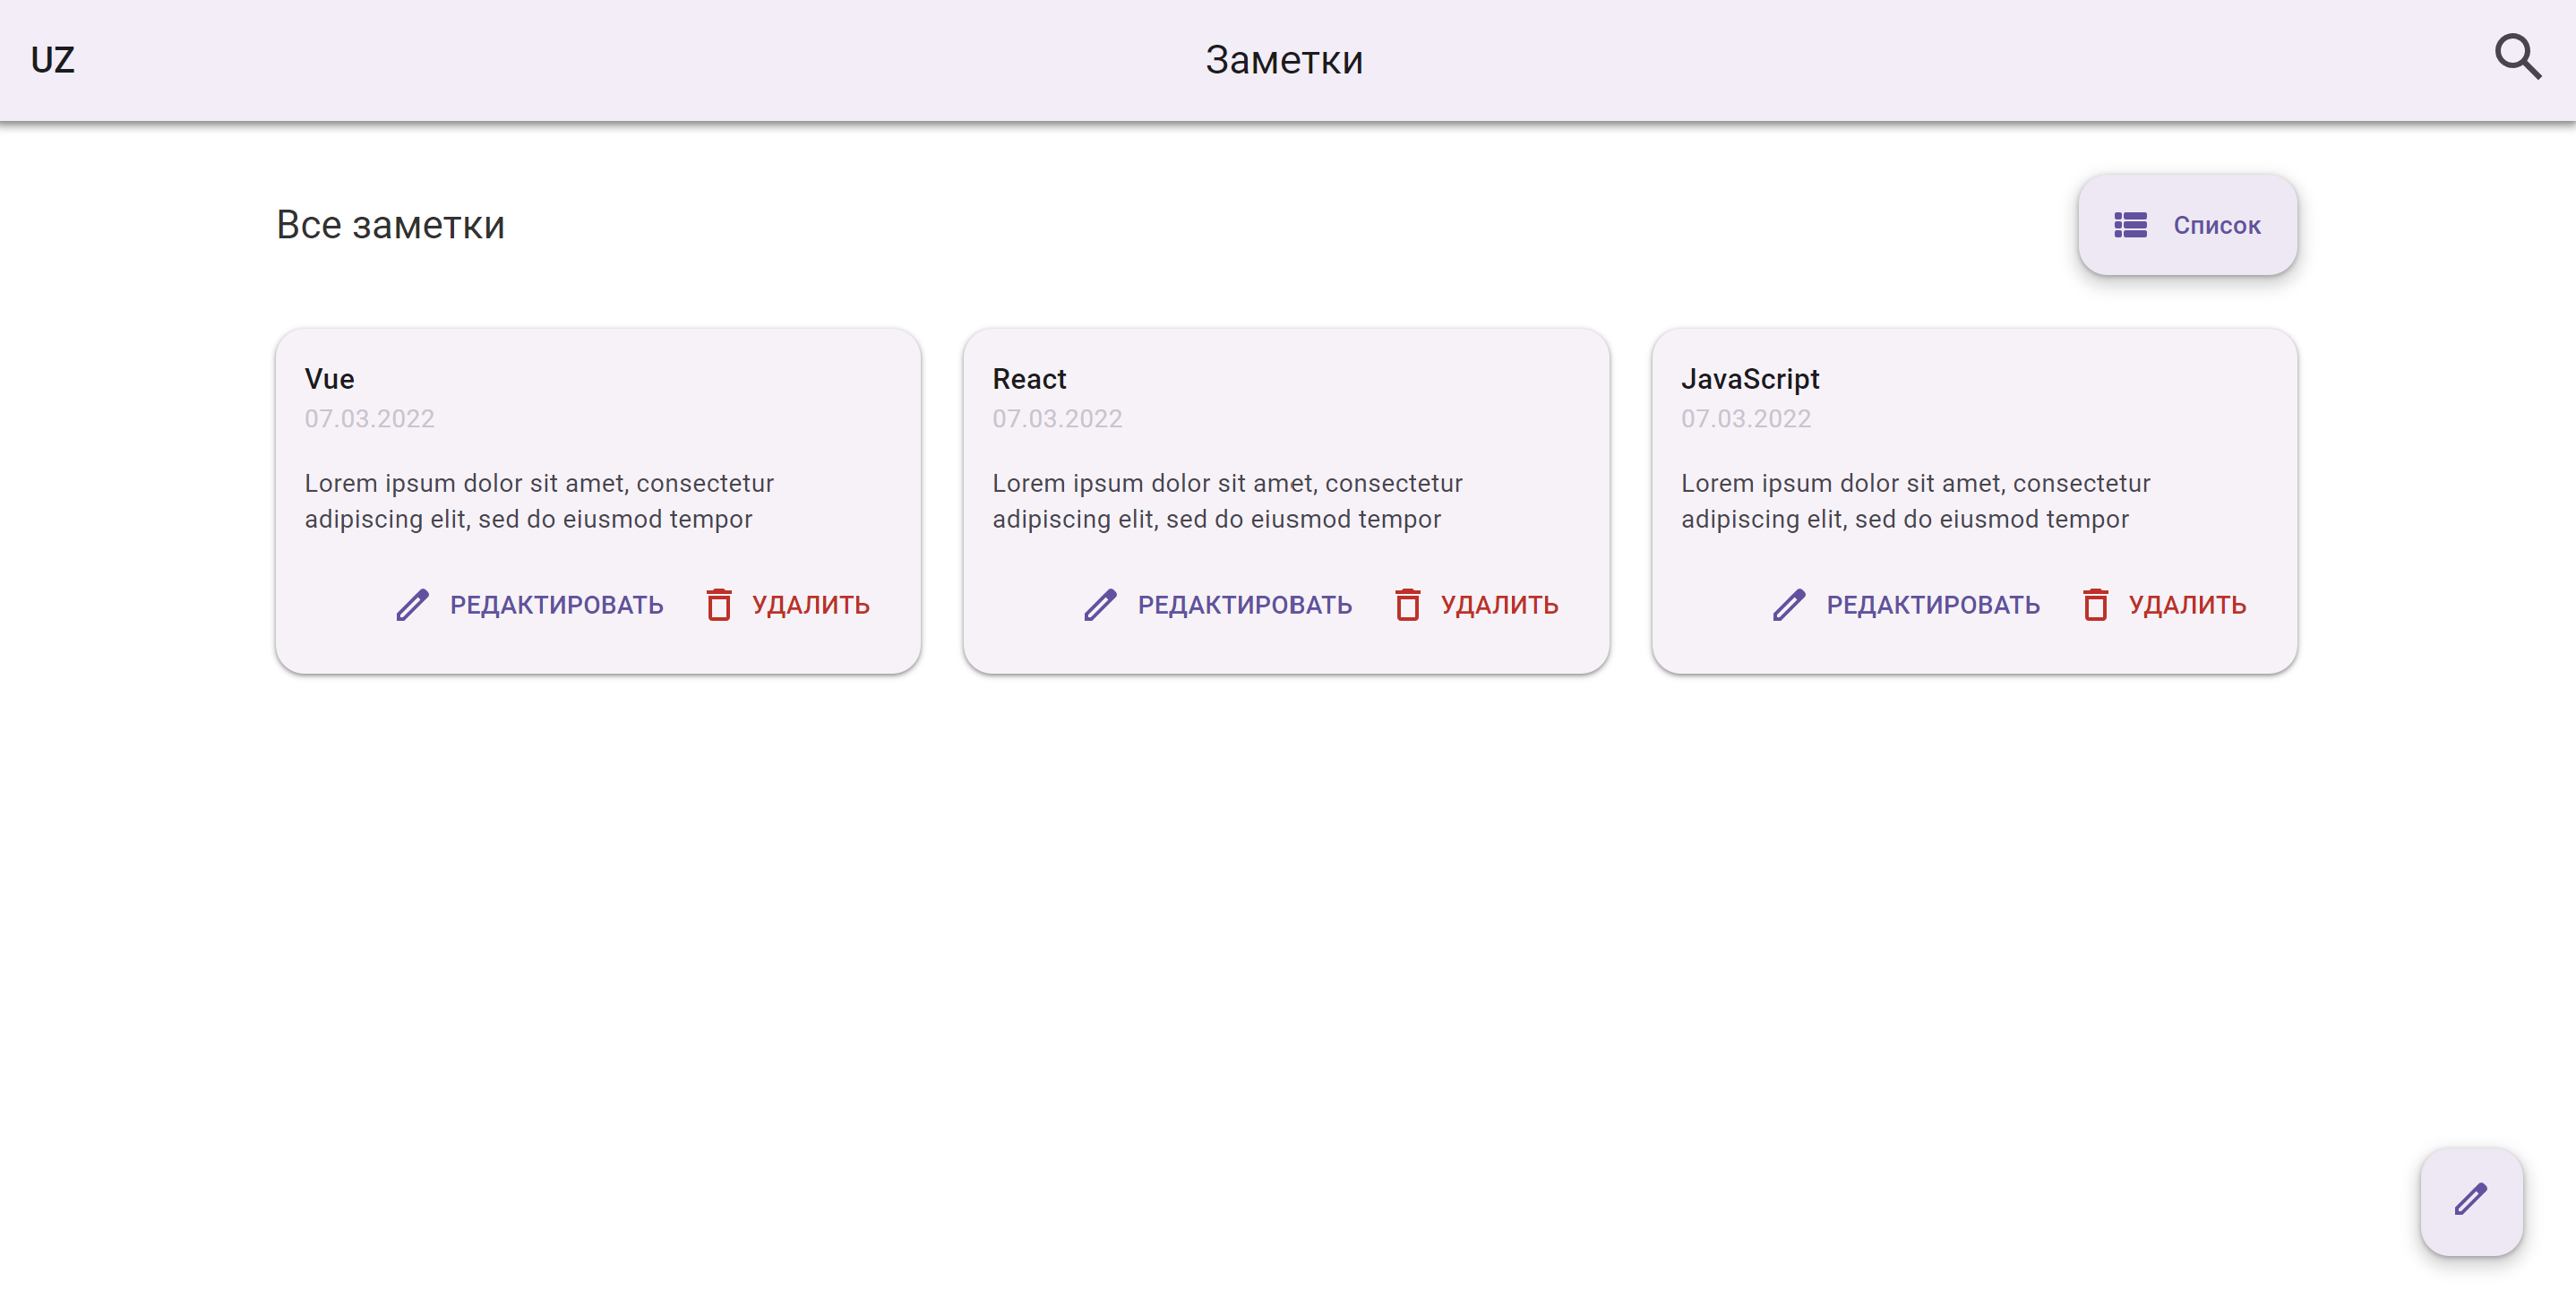 UZ
Заметки
Все заметки
Список
Vue
07.03.2022
Lorem ipsum dolor sit amet, consectetur
adipiscing elit, sed do eiusmod tempor
РЕДАКТИРОВАТЬ УДАЛИТЬ
React
07.03.2022
Lorem ipsum dolor sit amet, consectetur
adipiscing elit, sed do eiusmod tempor
РЕДАКТИРОВАТЬ УДАЛИТЬ
JavaScript
07.03.2022
Lorem ipsum dolor sit amet, consectetur
adipiscing elit, sed do eiusmod tempor
РЕДАКТИРОВАТЬ УДАЛИТЬ